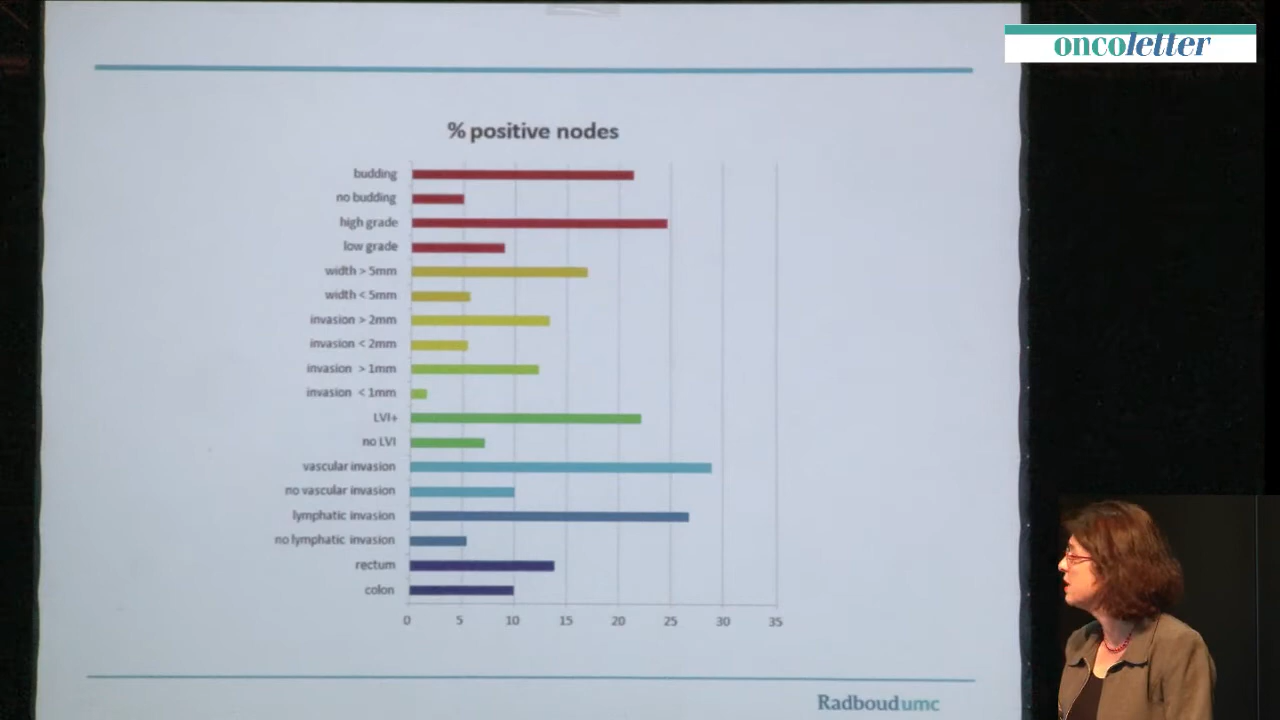 oncoletter
% positive nodes
budding
no budding
high grade
low grade
width > 5mm
width < 5mm
invasion > 2mm
invasion < 2mm
invasion > 1mm
invasion < 1mm
LVI+
no LVI
vascular invasion
no vascular invasion
lymphatic invasion
no lymphatic invasion
rectum
colon
0 5 10 15 20 25 30 35
Radboudumc